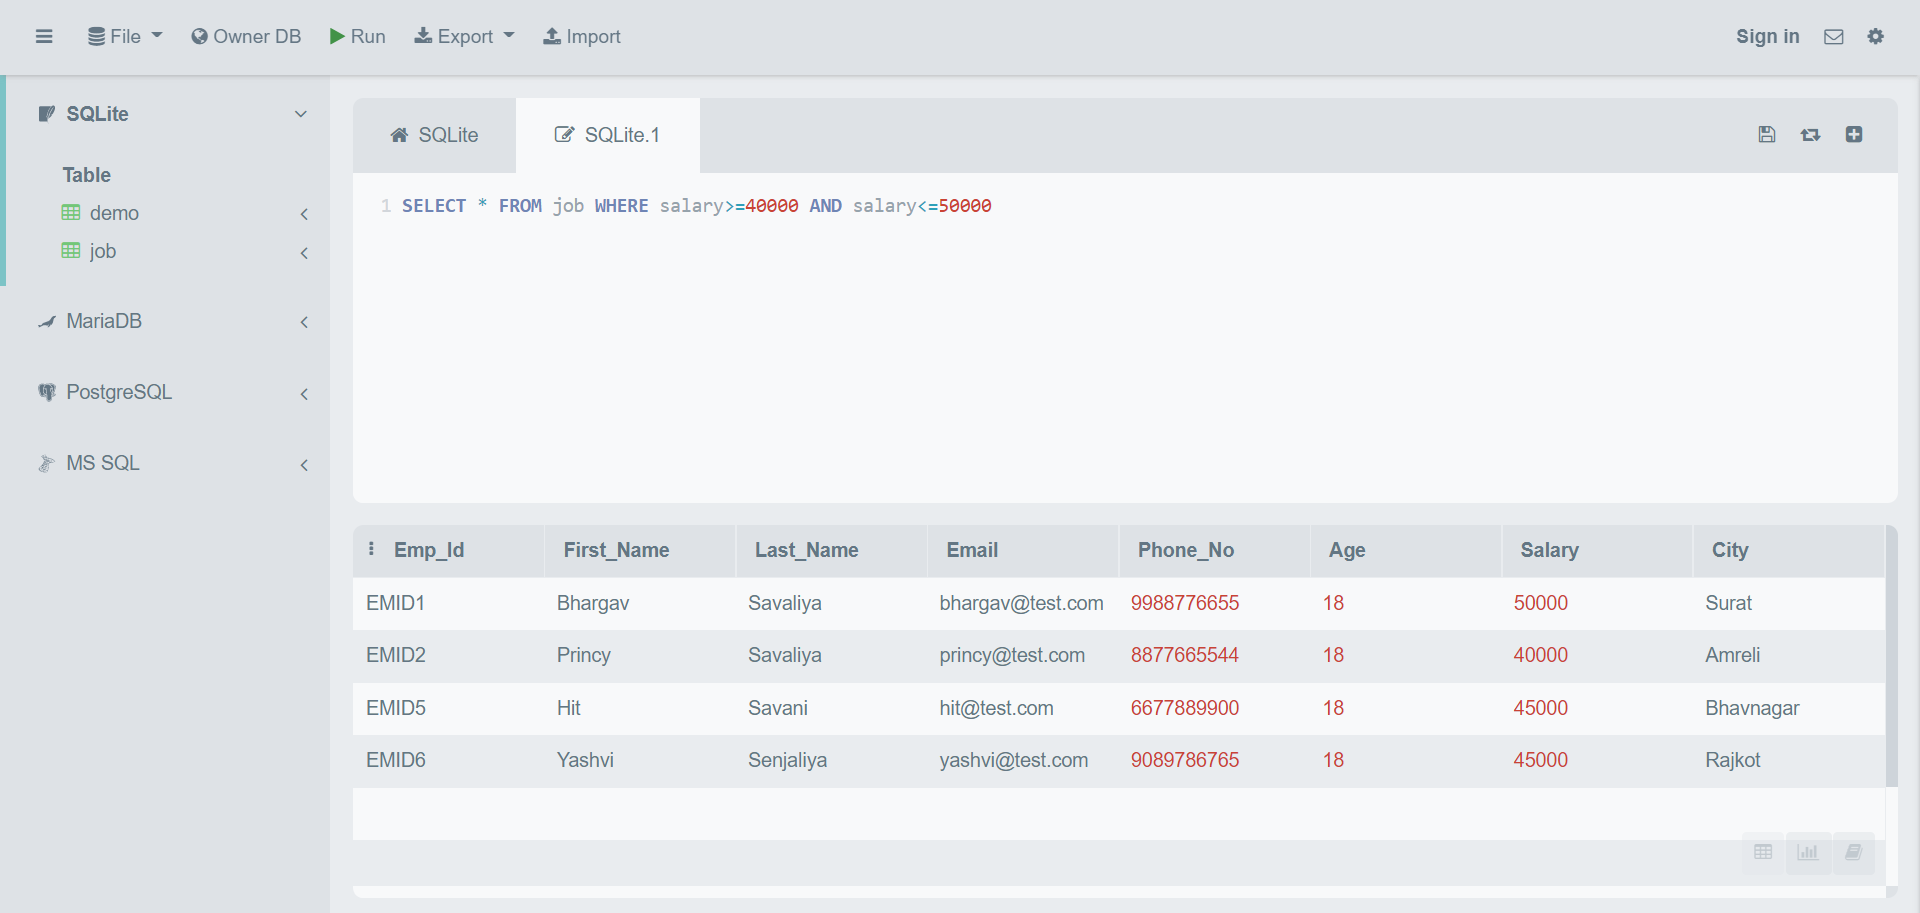 File Owner DB Run Export Import Sign in
SQLite
Table
demo
job
MariaDB
PostgreSQL
MS SQL
SQLite SQLite.1
1 SELECT * FROM job WHERE salary>=40000 AND salary<=50000
Emp_Id First_Name Last_Name Email Phone_No Age Salary City
EMID1 Bhargav Savaliya bhargav@test.com 9988776655 18 50000 Surat
EMID2 Princy Savaliya princy@test.com 8877665544 18 40000 Amreli
EMID5 Hit Savani hit@test.com 6677889900 18 45000 Bhavnagar
EMID6 Yashvi Senjaliya yashvi@test.com 9089786765 18 45000 Rajkot